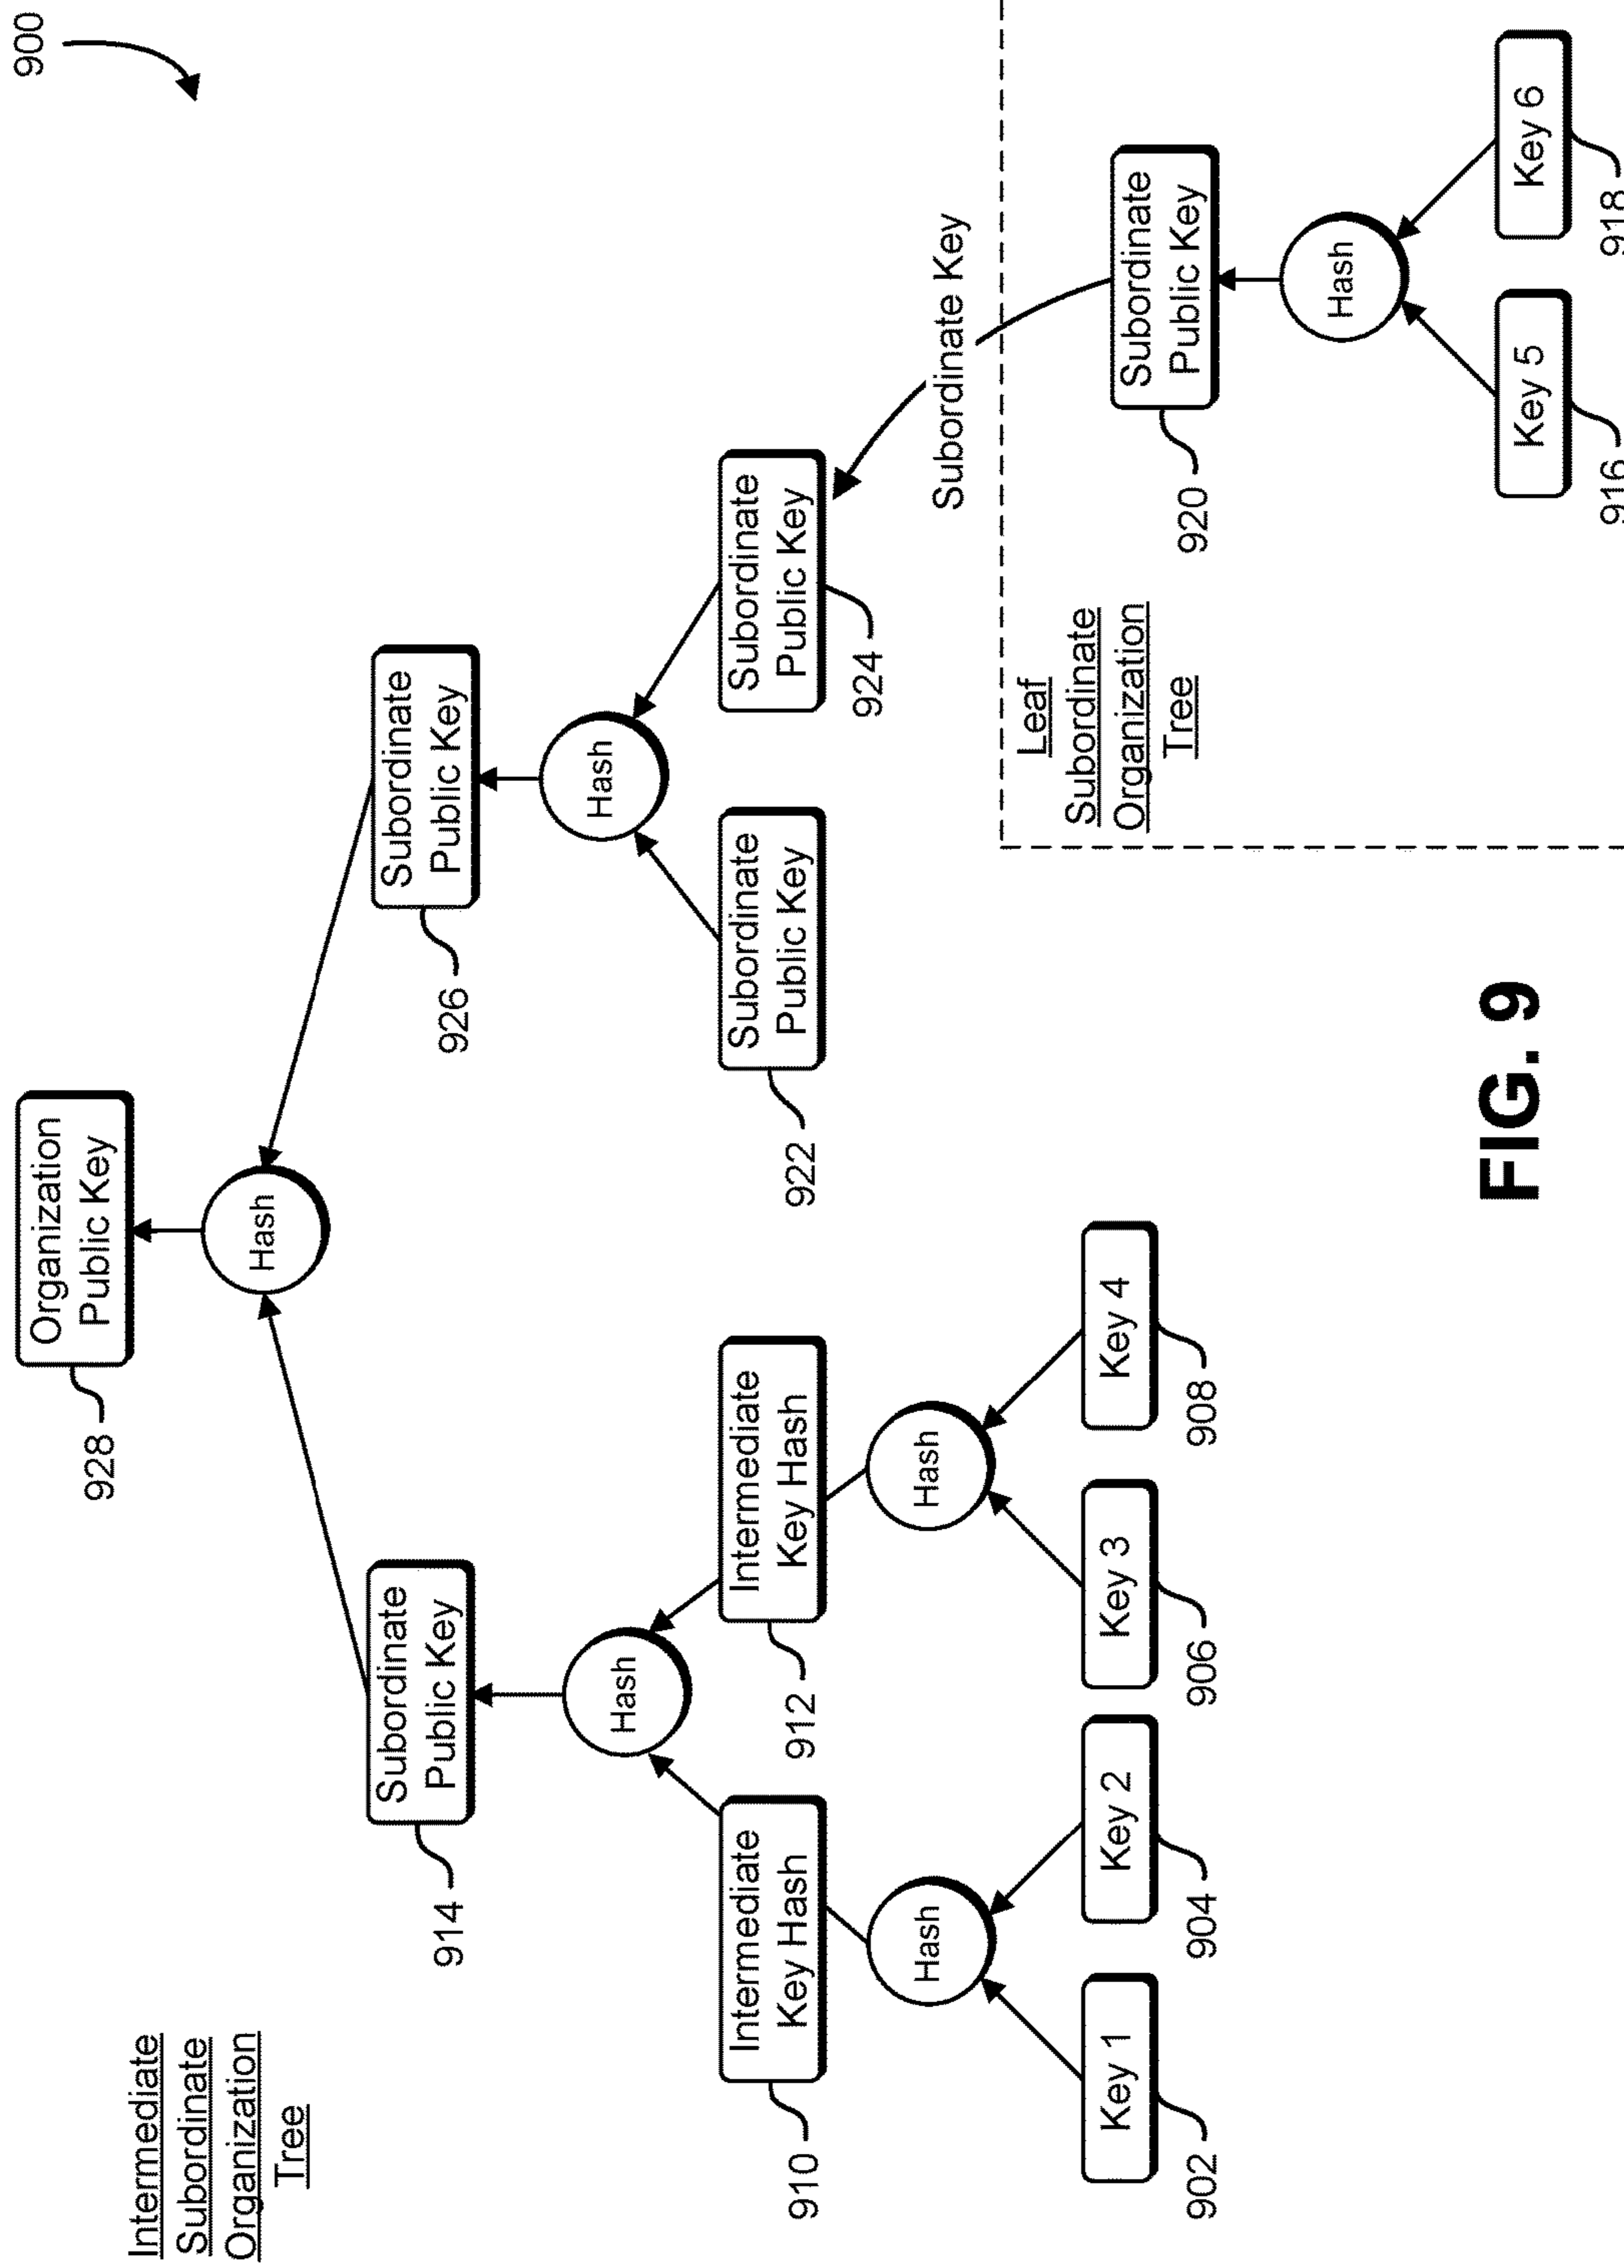 900
Organization
Public Key
928
Intermediate
Subordinate
Organization
Tree
Hash
Subordinate
Public Key
914
Subordinate
Public Key
926
Hash
Hash
Intermediate
Key Hash
910
Intermediate
Key Hash
912
Subordinate
Public Key
922
Subordinate
Public Key
924
Hash
Hash
Subordinate Key
Key 1
902
Key 2
904
Key 3
906
Key 4
908
Leaf
Subordinate
Organization
Tree
Subordinate
Public Key
920
Hash
Key 5
916
Key 6
918
FIG. 9